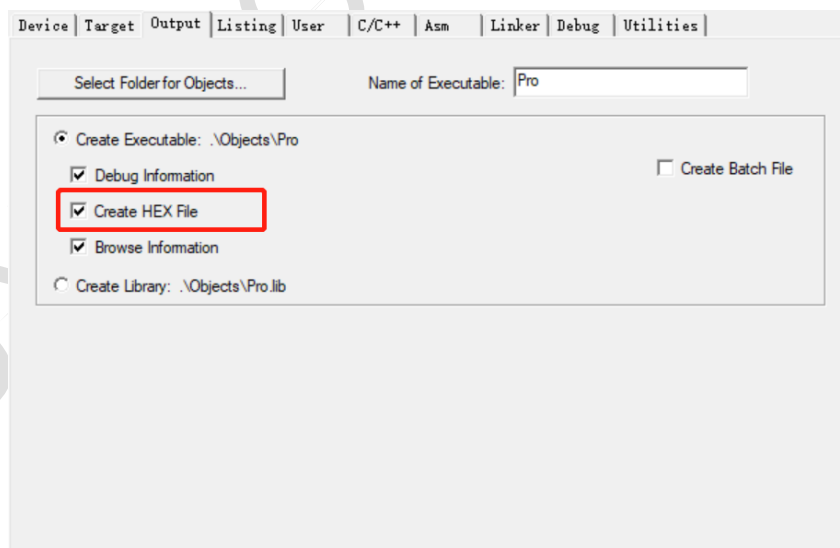 Device Target Output Listing User C/C++ Asm Linker Debug Utilities
Select Folder for Objects... Name of Executable: Pro
Create Executable: .\Objects\Pro
Debug Information Create Batch File
Create HEX File
Browse Information
Create Library: .\Objects\Pro.lib